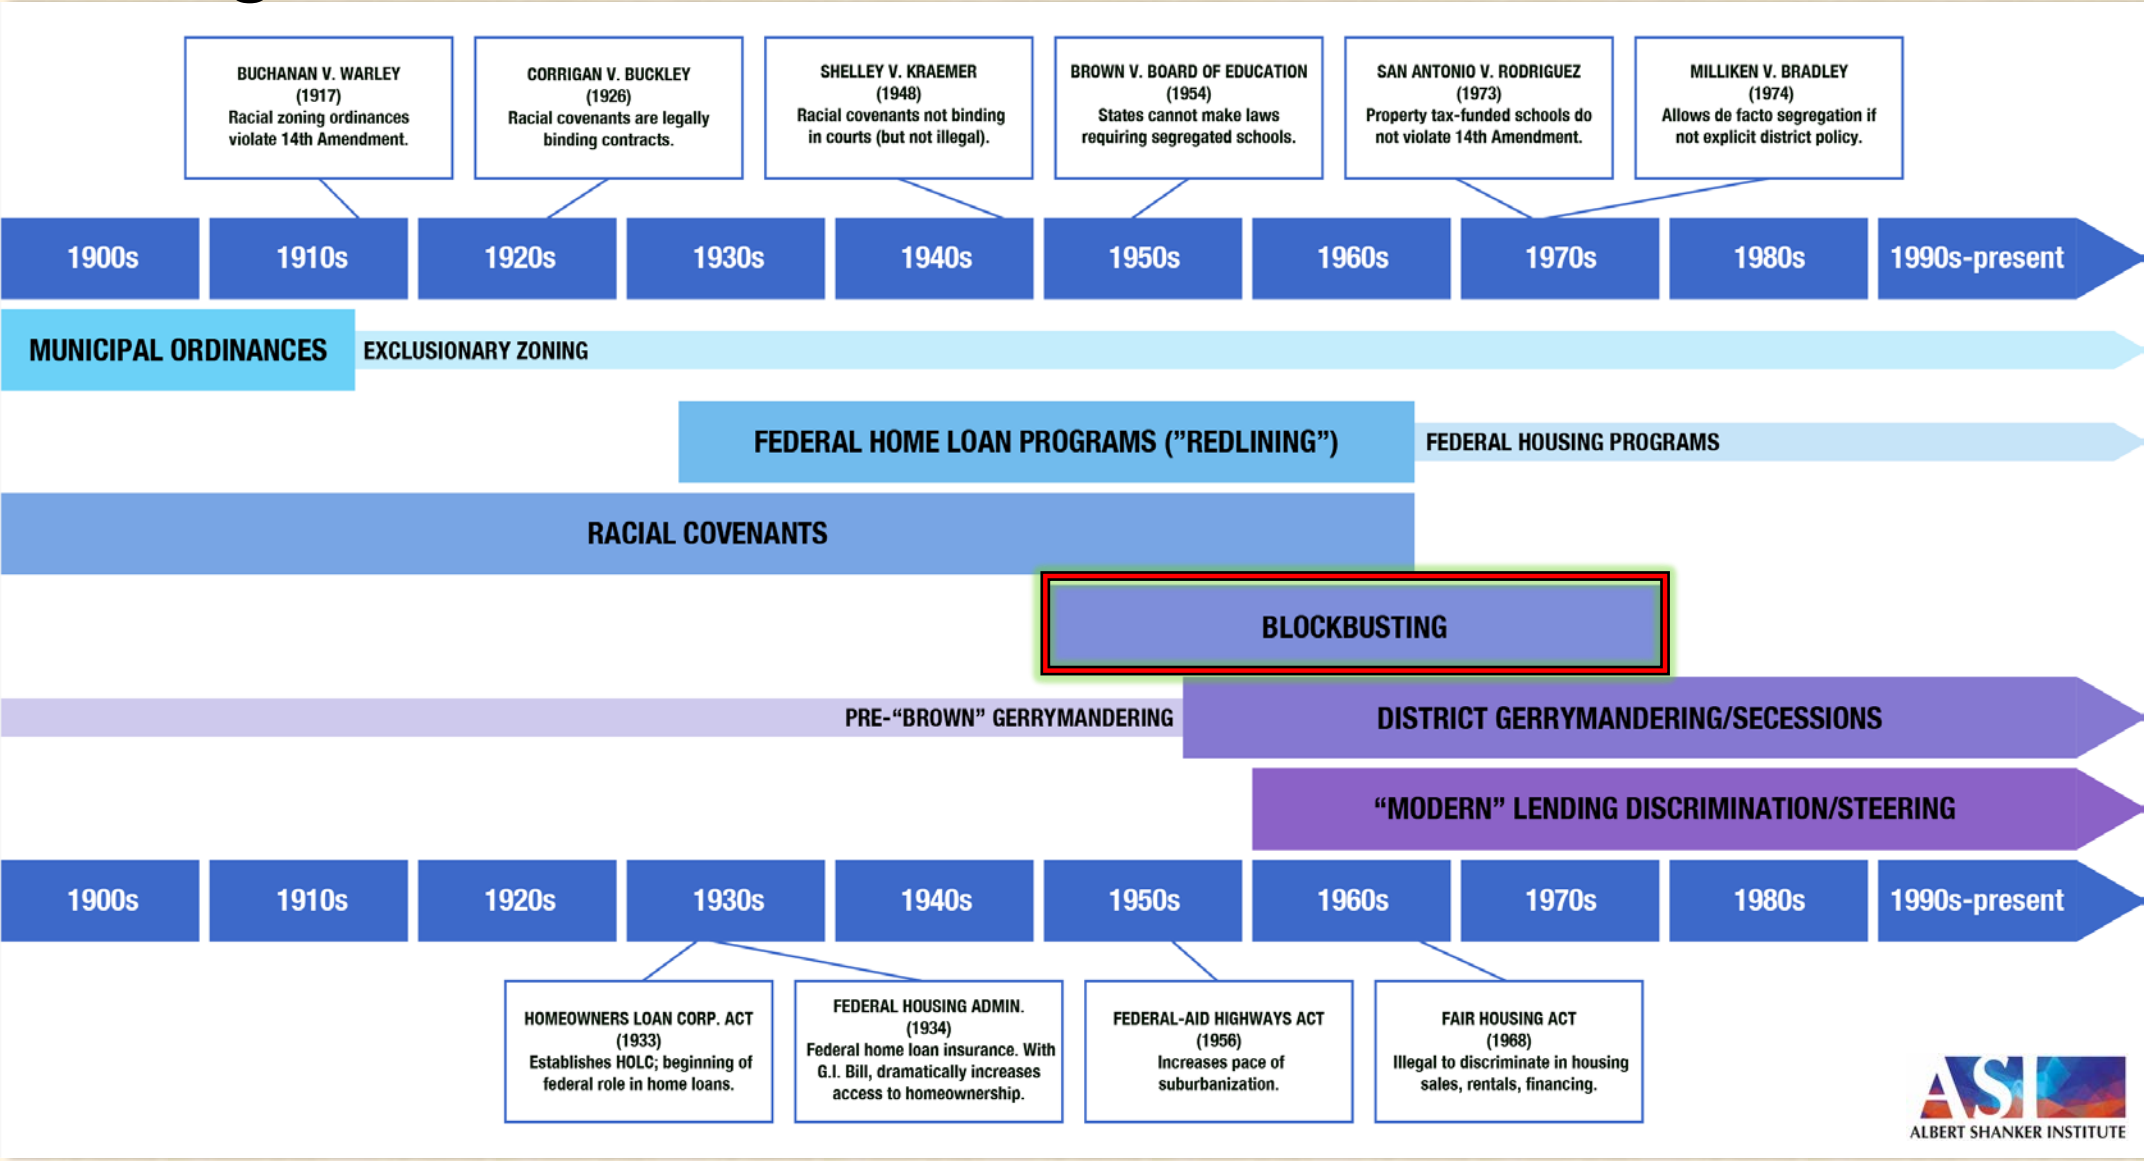 BUCHANAN V. WARLEY
(1917)
Racial zoning ordinances
violate 14th Amendment.
CORRIGAN V. BUCKLEY
(1926)
Racial covenants are legally
binding contracts.
SHELLEY V. KRAEMER
(1948)
Racial covenants not binding
in courts (but not illegal).
BROWN V. BOARD OF EDUCATION
(1954)
States cannot make laws
requiring segregated schools.
SAN ANTONIO V. RODRIGUEZ
(1973)
Property tax-funded schools do
not violate 14th Amendment.
MILLIKEN V. BRADLEY
(1974)
Allows de facto segregation if
not explicit district policy.
1900s 1910s 1920s 1930s 1940s 1950s 1960s 1970s 1980s 1990s-present
MUNICIPAL ORDINANCES EXCLUSIONARY ZONING
FEDERAL HOME LOAN PROGRAMS (”REDLINING”) FEDERAL HOUSING PROGRAMS
RACIAL COVENANTS
BLOCKBUSTING
PRE-“BROWN” GERRYMANDERING DISTRICT GERRYMANDERING/SECESSIONS
“MODERN” LENDING DISCRIMINATION/STEERING
1900s 1910s 1920s 1930s 1940s 1950s 1960s 1970s 1980s 1990s-present
HOMEOWNERS LOAN CORP. ACT
(1933)
Establishes HOLC; beginning of
federal role in home loans.
FEDERAL HOUSING ADMIN.
(1934)
Federal home loan insurance. With
G.I. Bill, dramatically increases
access to homeownership.
FEDERAL-AID HIGHWAYS ACT
(1956)
Increases pace of
suburbanization.
FAIR HOUSING ACT
(1968)
Illegal to discriminate in housing
sales, rentals, financing.
ASI
ALBERT SHANKER INSTITUTE